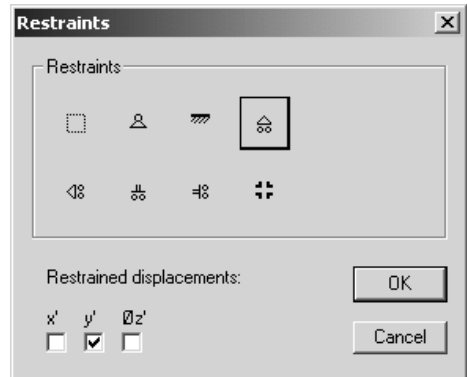 Restraints
Restraints
Restrained displacements:
x' y' Øz'
OK
Cancel